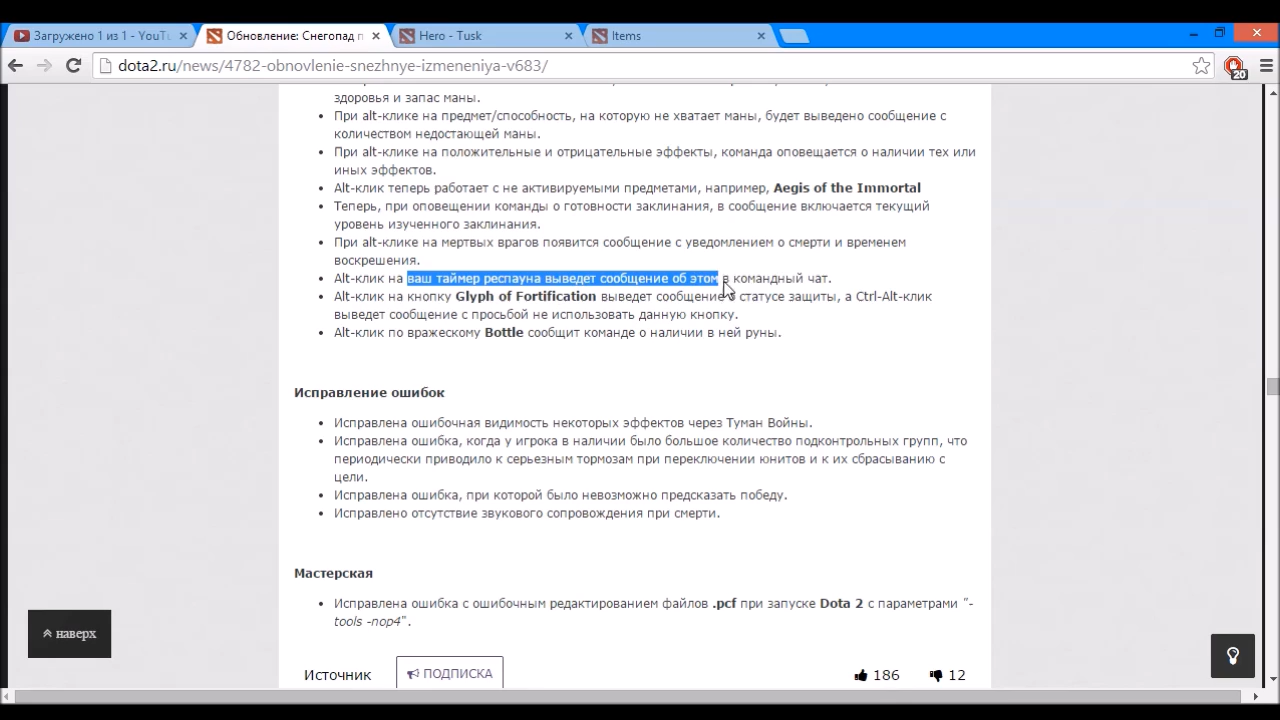 Загружено 1 из 1 - YouTu
Обновление: Снегопад п
Hero - Tusk
Items
dota2.ru/news/4782-obnovlenie-snezhnye-izmeneniya-v683/
20
здоровья и запас маны.
При alt-клике на предмет/способность, на которую не хватает маны, будет выведено сообщение с
количеством недостающей маны.
При alt-клике на положительные и отрицательные эффекты, команда оповещается о наличии тех или
иных эффектов.
Alt-клик теперь работает с не активируемыми предметами, например, Aegis of the Immortal
Теперь, при оповещении команды о готовности заклинания, в сообщение включается текущий
уровень изученного заклинания.
При alt-клике на мертвых врагов появится сообщение с уведомлением о смерти и временем
воскрешения.
Alt-клик на ваш таймер респауна выведет сообщение об этом в командный чат.
Alt-клик на кнопку Glyph of Fortification выведет сообщение о статусе защиты, а Ctrl-Alt-клик
выведет сообщение с просьбой не использовать данную кнопку.
Alt-клик по вражескому Bottle сообщит команде о наличии в ней руны.
Исправление ошибок
Исправлена ошибочная видимость некоторых эффектов через Туман Войны.
Исправлена ошибка, когда у игрока в наличии было большое количество подконтрольных групп, что
периодически приводило к серьезным тормозам при переключении юнитов и к их сбрасыванию с
цели.
Исправлена ошибка, при которой было невозможно предсказать победу.
Исправлено отсутствие звукового сопровождения при смерти.
Мастерская
Исправлена ошибка с ошибочным редактированием файлов .pcf при запуске Dota 2 с параметрами "-
tools -nop4".
наверх
Источник
ПОДПИСКА
186
12